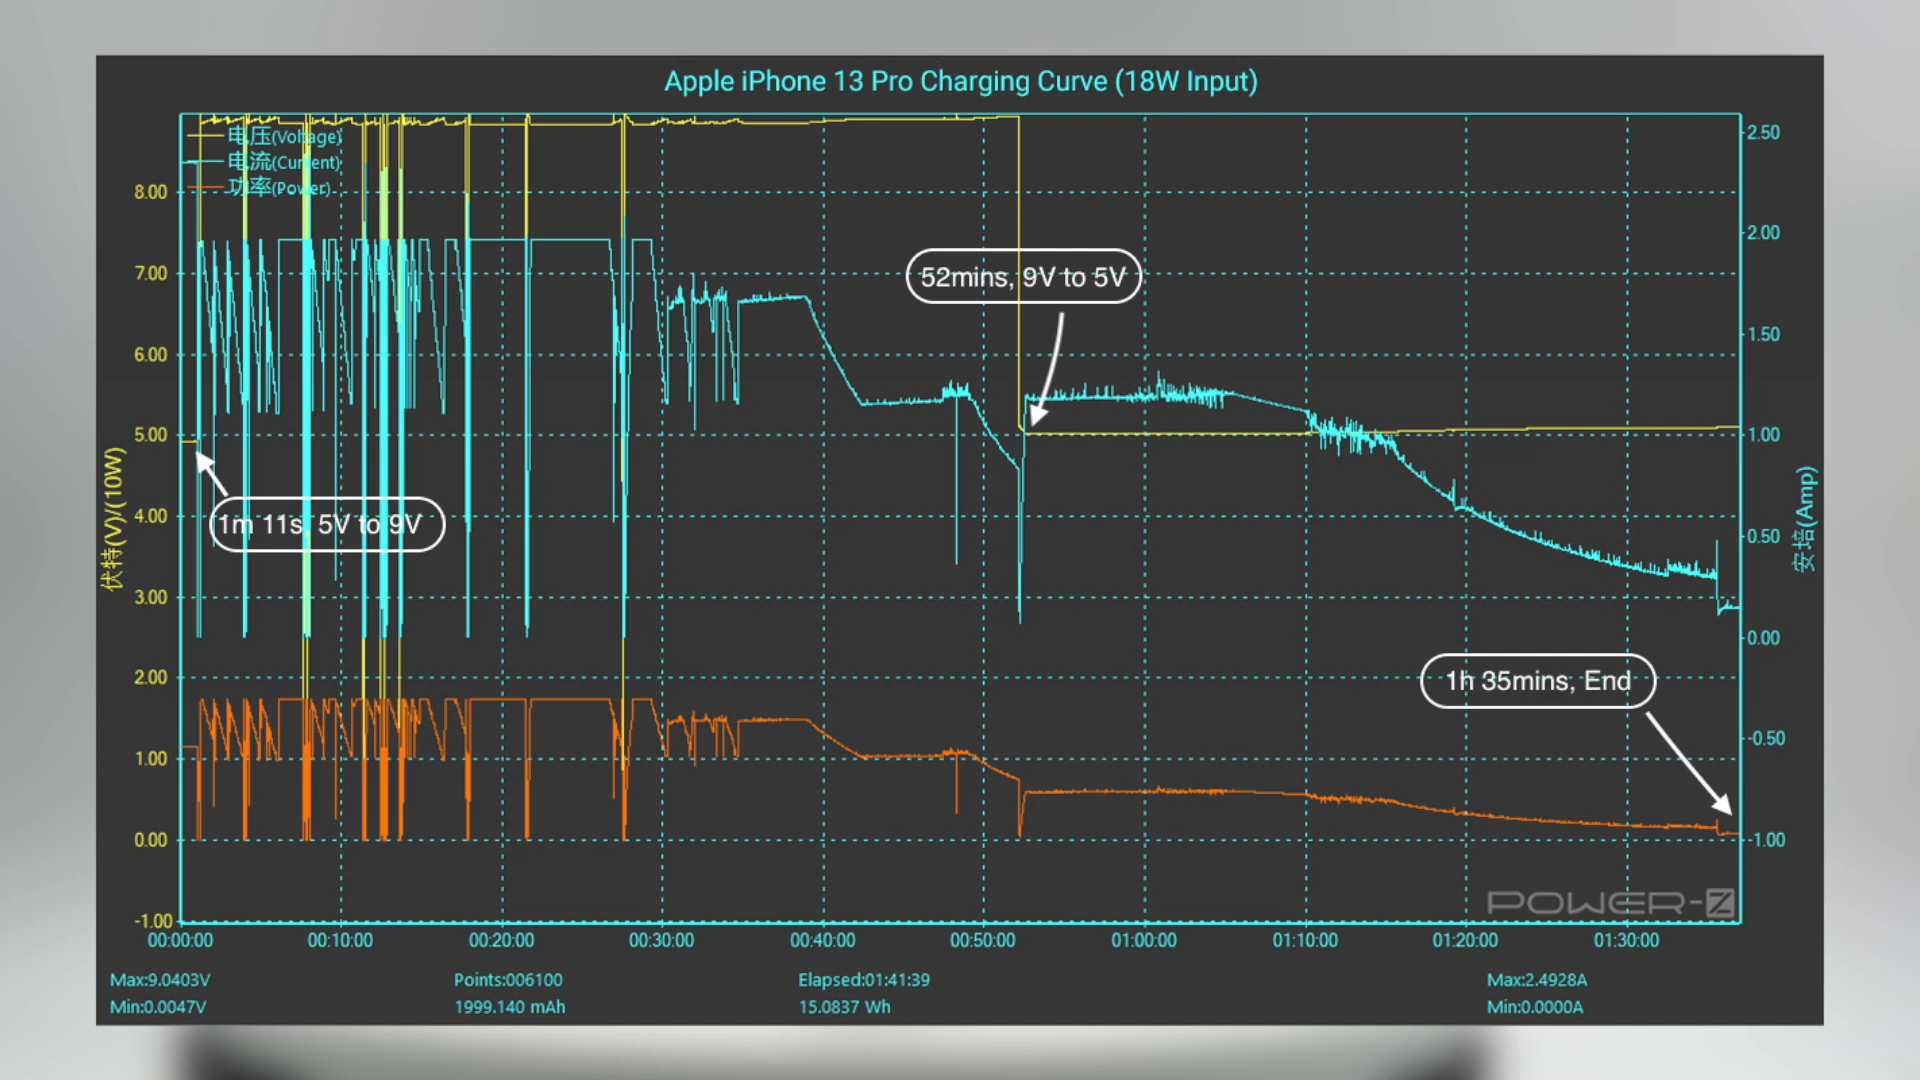 Apple iPhone 13 Pro Charging Curve (18W Input)
电压(Voltage)
电流(Current)
功率(Power)
8.00
7.00
6.00
5.00
4.00
3.00
2.00
1.00
0.00
-1.00
伏特(V)/(10W)
2.50
2.00
1.50
1.00
0.50
0.00
-0.50
-1.00
安培(Amp)
52mins, 9V to 5V
1m 11s, 5V to 9V
1h 35mins, End
POWER-Z
00:00:00
00:10:00
00:20:00
00:30:00
00:40:00
00:50:00
01:00:00
01:10:00
01:20:00
01:30:00
Max:9.0403V
Points:006100
Elapsed:01:41:39
Max:2.4928A
Min:0.0047V
1999.140 mAh
15.0837 Wh
Min:0.0000A